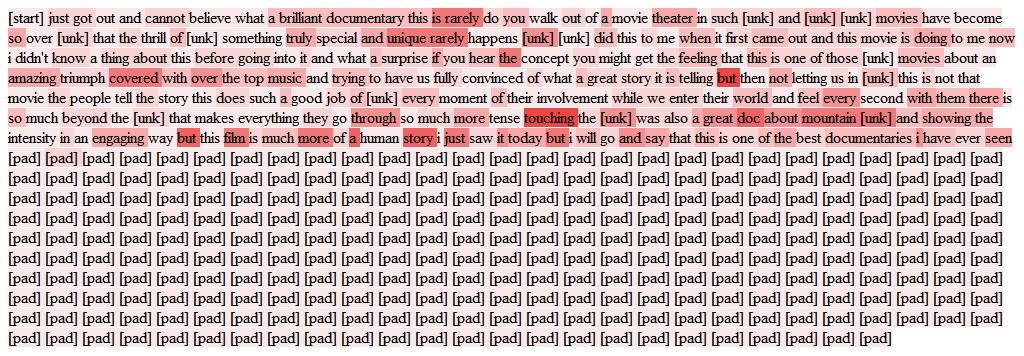 [start] just got out and cannot believe what a brilliant documentary this is rarely do you walk out of a movie theater in such [unk] and [unk] [unk] movies have become
so over [unk] that the thrill of [unk] something truly special and unique rarely happens [unk] [unk] did this to me when it first came out and this movie is doing to me now
i didn't know a thing about this before going into it and what a surprise if you hear the concept you might get the feeling that this is one of those [unk] movies about an
amazing triumph covered with over the top music and trying to have us fully convinced of what a great story it is telling but then not letting us in [unk] this is not that
movie the people tell the story this does such a good job of [unk] every moment of their involvement while we enter their world and feel every second with them there is
so much beyond the [unk] that makes everything they go through so much more tense touching the [unk] was also a great doc about mountain [unk] and showing the
intensity in an engaging way but this film is much more of a human story i just saw it today but i will go and say that this is one of the best documentaries i have ever seen
[pad] [pad] [pad] [pad] [pad] [pad] [pad] [pad] [pad] [pad] [pad] [pad] [pad] [pad] [pad] [pad] [pad] [pad] [pad] [pad] [pad] [pad] [pad] [pad] [pad] [pad] [pad]
[pad] [pad] [pad] [pad] [pad] [pad] [pad] [pad] [pad] [pad] [pad] [pad] [pad] [pad] [pad] [pad] [pad] [pad] [pad] [pad] [pad] [pad] [pad] [pad] [pad] [pad] [pad]
[pad] [pad] [pad] [pad] [pad] [pad] [pad] [pad] [pad] [pad] [pad] [pad] [pad] [pad] [pad] [pad] [pad] [pad] [pad] [pad] [pad] [pad] [pad] [pad] [pad] [pad] [pad]
[pad] [pad] [pad] [pad] [pad] [pad] [pad] [pad] [pad] [pad] [pad] [pad] [pad] [pad] [pad] [pad] [pad] [pad] [pad] [pad] [pad] [pad] [pad] [pad] [pad] [pad] [pad]
[pad] [pad] [pad] [pad] [pad] [pad] [pad] [pad] [pad] [pad] [pad] [pad] [pad] [pad] [pad] [pad] [pad] [pad] [pad] [pad] [pad] [pad] [pad] [pad] [pad] [pad] [pad]
[pad] [pad] [pad] [pad] [pad] [pad] [pad] [pad] [pad] [pad] [pad] [pad] [pad] [pad] [pad] [pad] [pad] [pad] [pad] [pad] [pad] [pad] [pad] [pad] [pad] [pad] [pad]
[pad] [pad] [pad] [pad] [pad] [pad] [pad] [pad] [pad] [pad] [pad] [pad] [pad] [pad] [pad] [pad] [pad] [pad] [pad] [pad] [pad] [pad] [pad] [pad] [pad] [pad] [pad]
[pad] [pad] [pad] [pad] [pad] [pad] [pad] [pad] [pad] [pad] [pad] [pad] [pad] [pad] [pad] [pad] [pad] [pad] [pad] [pad] [pad] [pad] [pad] [pad] [pad] [pad] [pad]
[pad] [pad] [pad] [pad] [pad] [pad] [pad] [pad] [pad] [pad] [pad] [pad] [pad] [pad] [pad] [pad] [pad] [pad] [pad] [pad] [pad] [pad] [pad] [pad] [pad] [pad] [pad]
[pad] [pad] [pad] [pad] [pad] [pad] [pad] [pad] [pad] [pad] [pad] [pad] [pad] [pad] [pad] [pad] [pad] [pad] [pad] [pad] [pad] [pad] [pad] [pad]